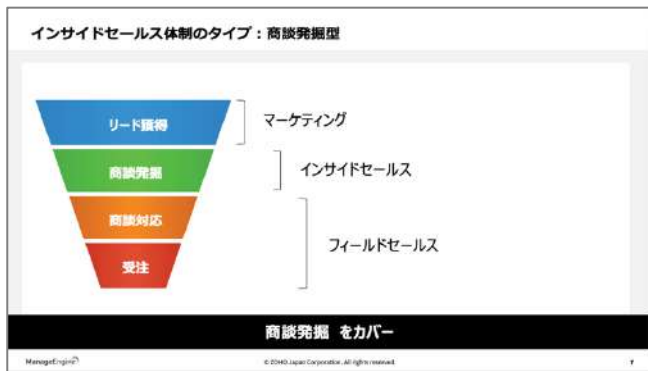 インサイドセールス体制のタイプ：商談発掘型
リード獲得
マーケティング
商談発掘
インサイドセールス
商談対応
フィールドセールス
受注
商談発掘 をカバー
ManageEngine
© ZOHO Japan Corporation. All rights reserved.
7